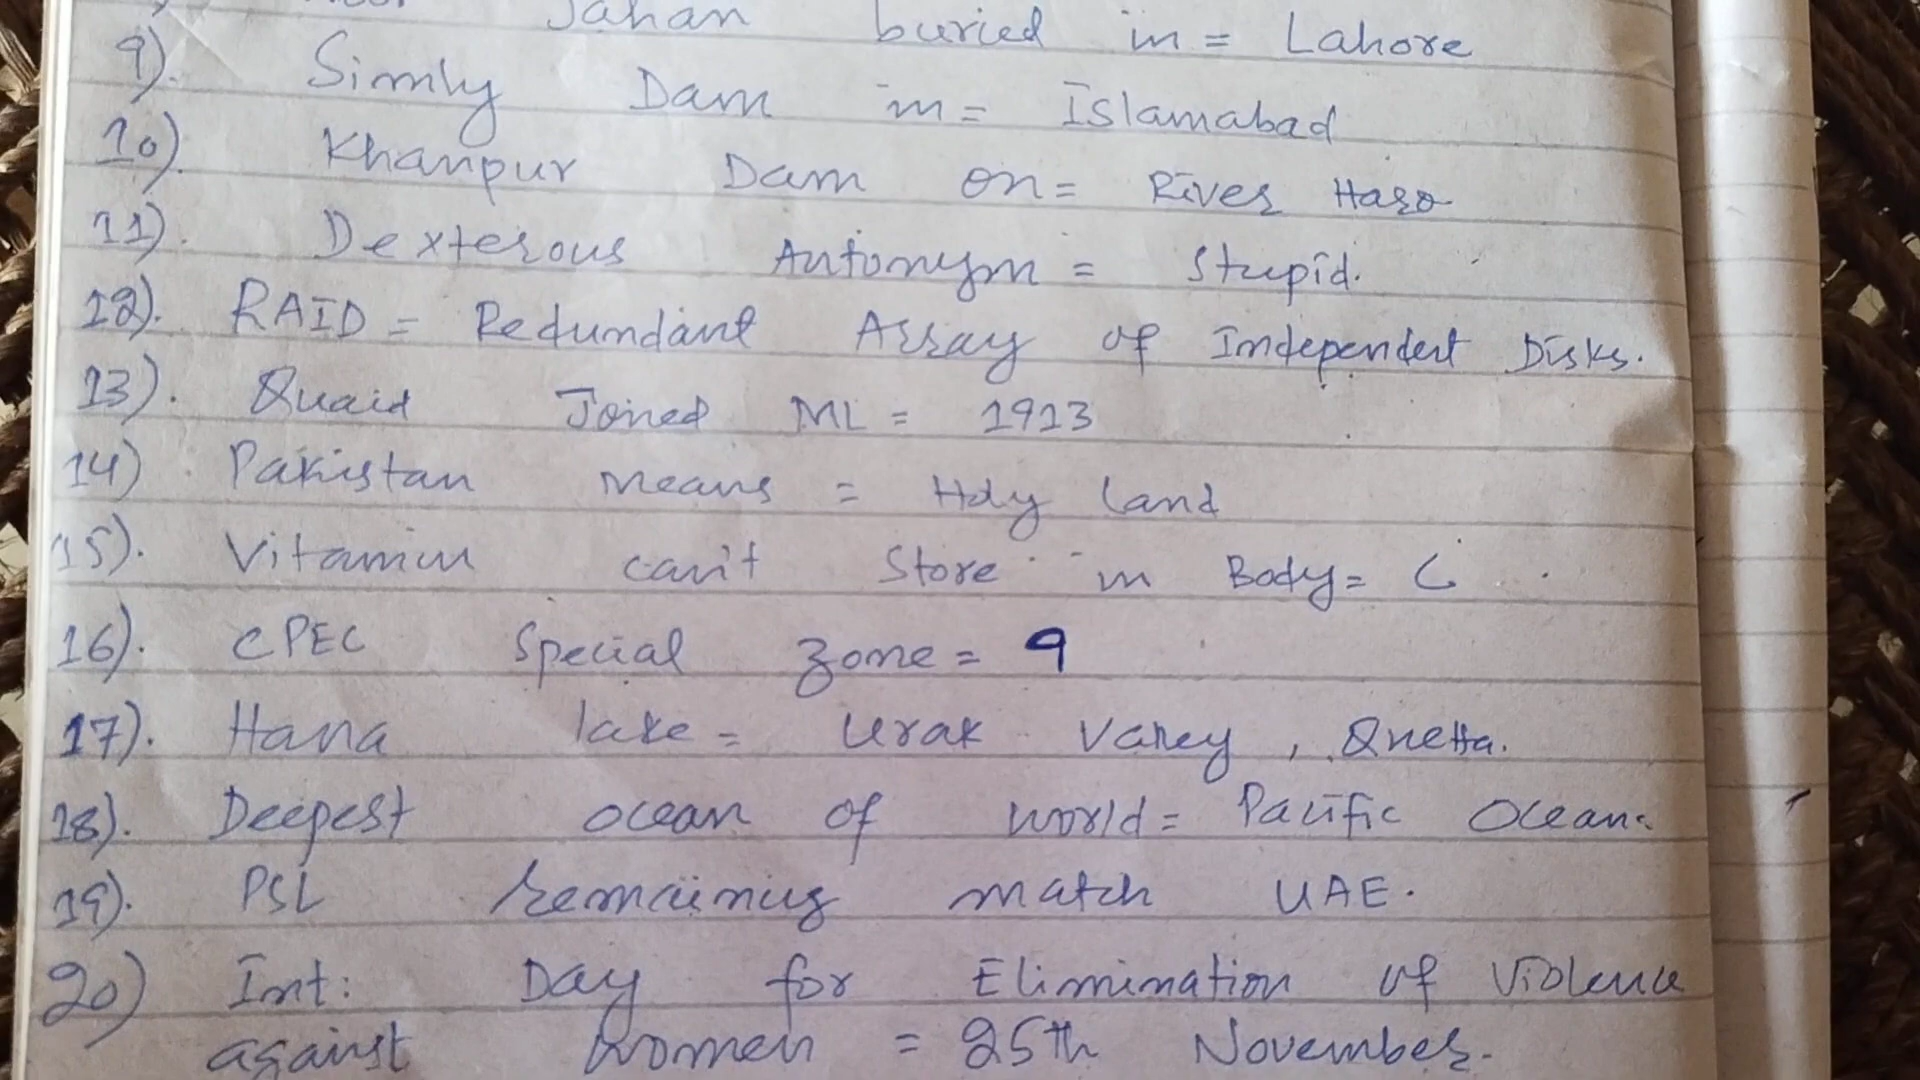 Jahan buried in = Lahore
9). Simly Dam in = Islamabad
10). Khanpur Dam on = River Haro
11). Dexterous Antonym = Stupid.
12). RAID = Redundant Array of Independent Disks.
13). Quaid Joined ML = 1913
14) Pakistan means = Holy land
15). Vitamin can't Store in Body = C
16). CPEC Special Zone = 9
17). Hana lake = Urak Valley, Quetta.
18). Deepest ocean of world = Pacific Ocean.
19). PSL remaining match UAE.
20) Int: Day for Elimination of Violence
against women = 25th November.